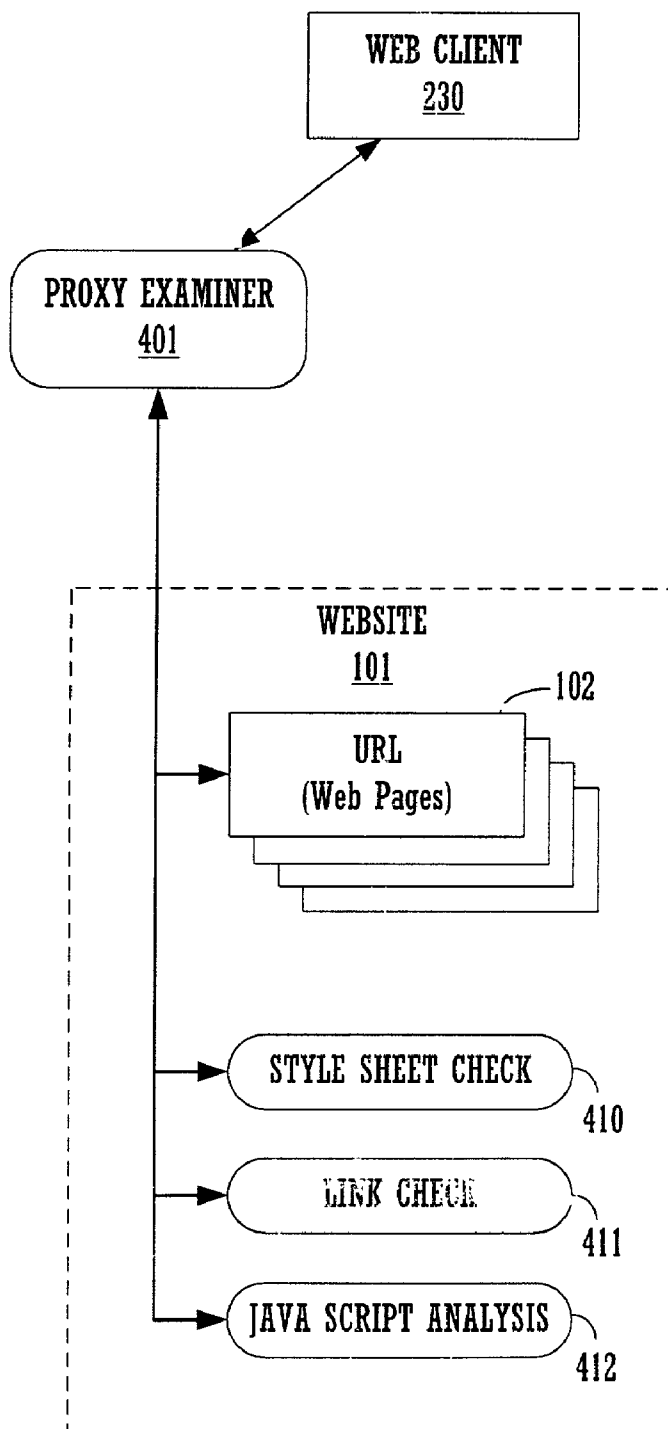 WEB CLIENT
230
PROXY EXAMINER
401
WEBSITE
101
102
URL
(Web Pages)
STYLE SHEET CHECK
410
LINK CHECK
411
JAVA SCRIPT ANALYSIS
412